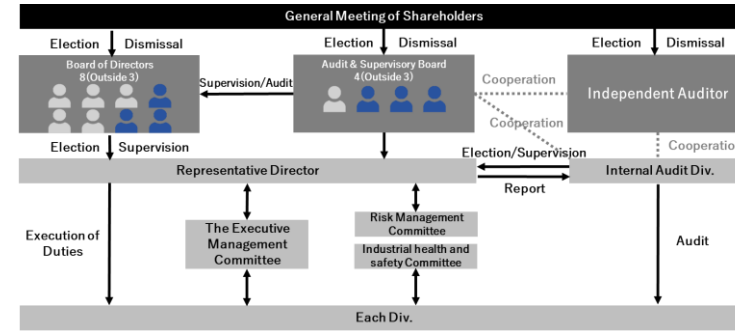 General Meeting of Shareholders
Election Dismissal
Election Dismissal
Election Dismissal
Board of Directors
8(Outside 3)
Audit & Supervisory Board
4(Outside 3)
Independent Auditor
Supervision/Audit
Cooperation
Cooperation
Cooperatio
Election Supervision
Election/Supervision
Representative Director
Internal Audit Div.
Report
Execution of
Duties
The Executive
Management
Committee
Risk Management
Committee
Industrial health and
safety Committee
Audit
Each Div.